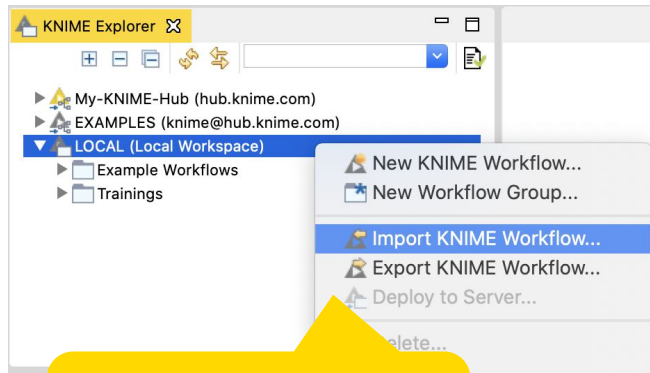 KNIME Explorer
My-KNIME-Hub (hub.knime.com)
EXAMPLES (knime@hub.knime.com)
LOCAL (Local Workspace)
Example Workflows
Trainings
New KNIME Workflow...
New Workflow Group...
Import KNIME Workflow...
Export KNIME Workflow...
Deploy to Server...
elete...